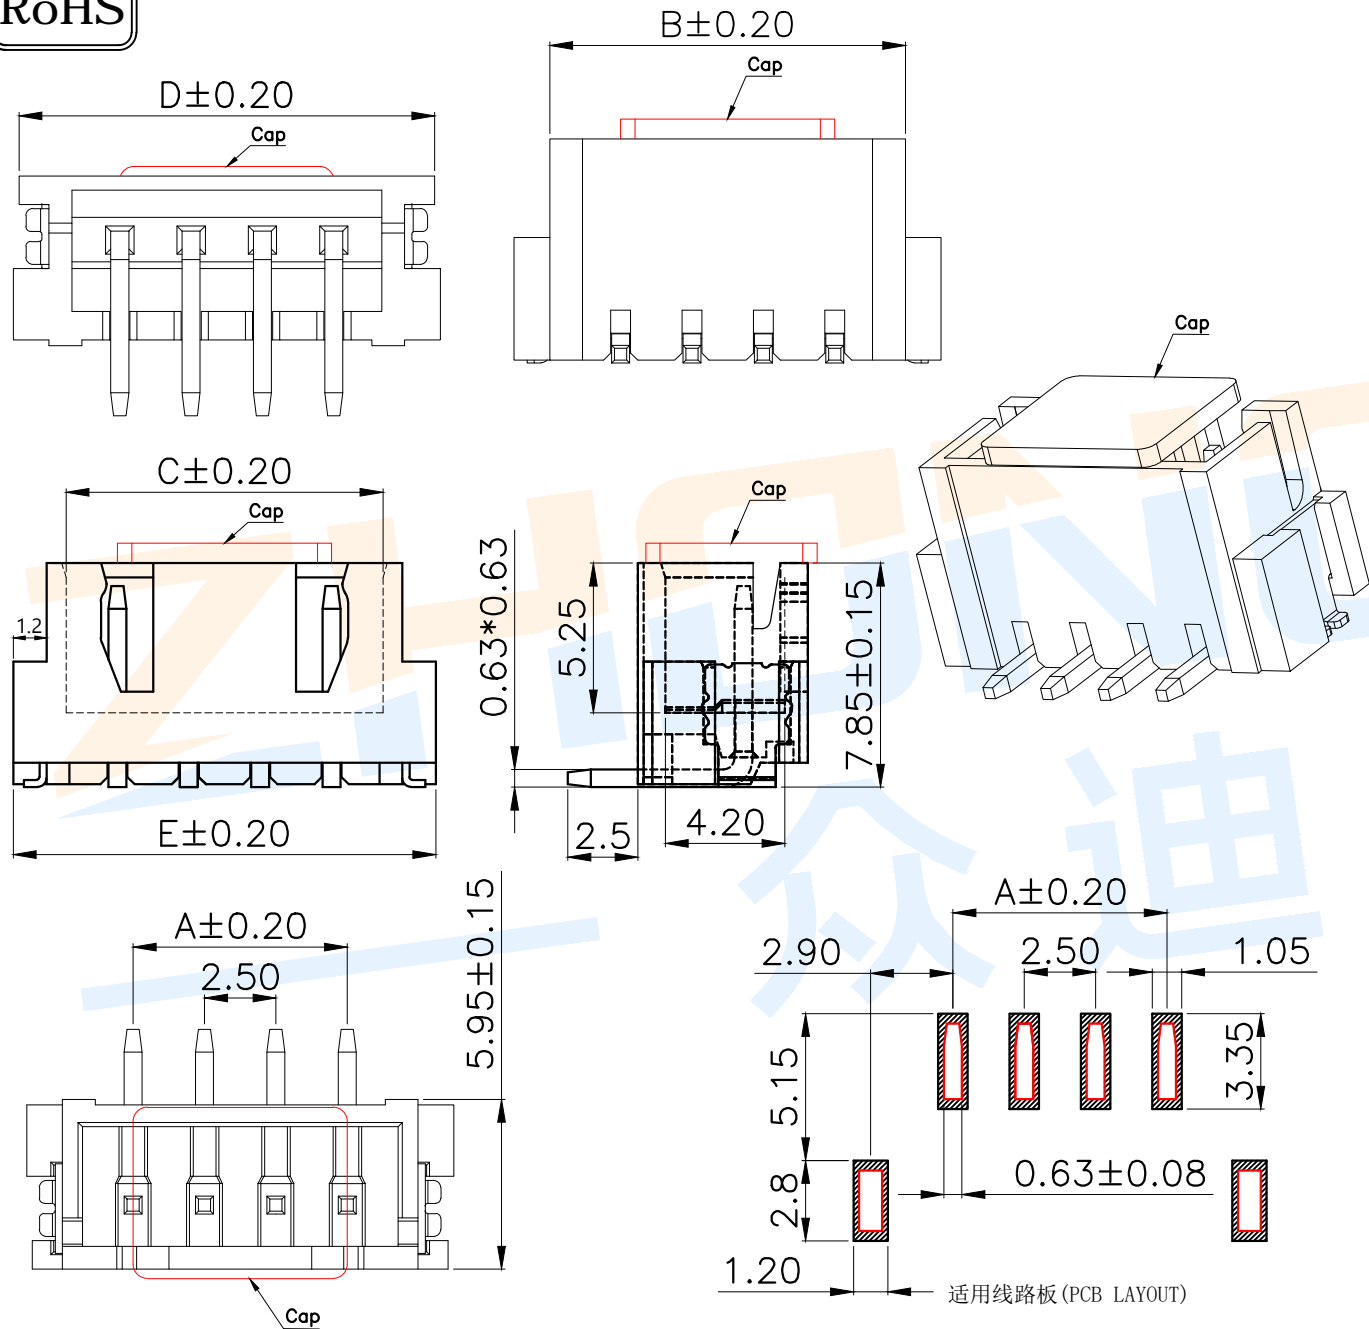 RoHS
B±0.20
Cap
D±0.20
Cap
Cap
C±0.20
Cap
1.2
E±0.20
Cap
0.63*0.63
5.25
7.85±0.15
4.20
2.5
A±0.20
2.50
5.95±0.15
Cap
A±0.20
2.90
2.50
1.05
5.15
3.35
2.8
0.63±0.08
1.20
适用线路板(PCB LAYOUT)
ZHONG
众迪